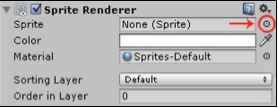 Sprite Renderer
Sprite None (Sprite)
Color
Material Sprites-Default
Sorting Layer Default
Order in Layer 0